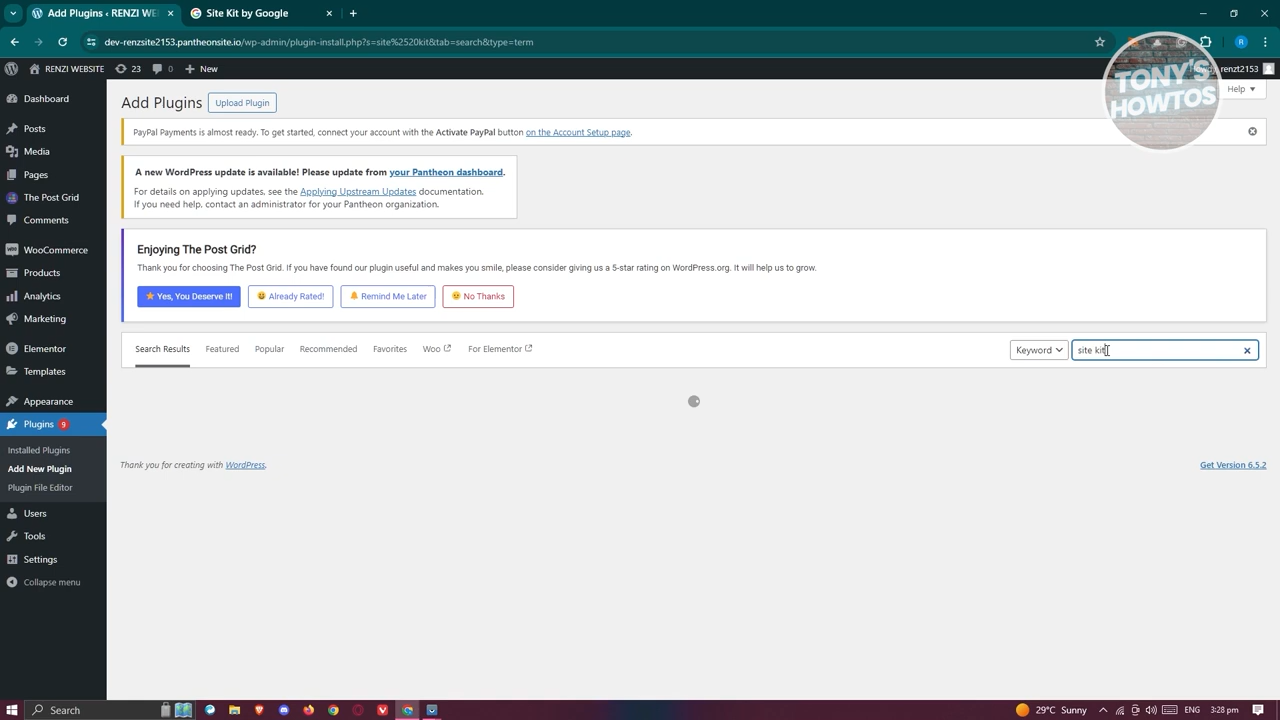 Add Plugins ‹ RENZI WEBSITE
Site Kit by Google
dev-renzsite2153.pantheonsite.io/wp-admin/plugin-install.php?s=site%2520kit&tab=search&type=term
RENZI WEBSITE
23
0
New
Howdy, renzt2153
TONY'S
HOWTOS
Dashboard
Posts
Media
Pages
The Post Grid
Comments
WooCommerce
Products
Analytics
Marketing
Elementor
Templates
Appearance
Plugins 9
Installed Plugins
Add New Plugin
Plugin File Editor
Users
Tools
Settings
Collapse menu
Add Plugins
Upload Plugin
Help
PayPal Payments is almost ready. To get started, connect your account with the Activate PayPal button on the Account Setup page.
A new WordPress update is available! Please update from your Pantheon dashboard.
For details on applying updates, see the Applying Upstream Updates documentation.
If you need help, contact an administrator for your Pantheon organization.
Enjoying The Post Grid?
Thank you for choosing The Post Grid. If you have found our plugin useful and makes you smile, please consider giving us a 5-star rating on WordPress.org. It will help us to grow.
Yes, You Deserve It!
Already Rated!
Remind Me Later
No Thanks
Search Results
Featured
Popular
Recommended
Favorites
Woo
For Elementor
Keyword
site kit
Thank you for creating with WordPress.
Get Version 6.5.2
Search
29°C Sunny
ENG
3:28 pm